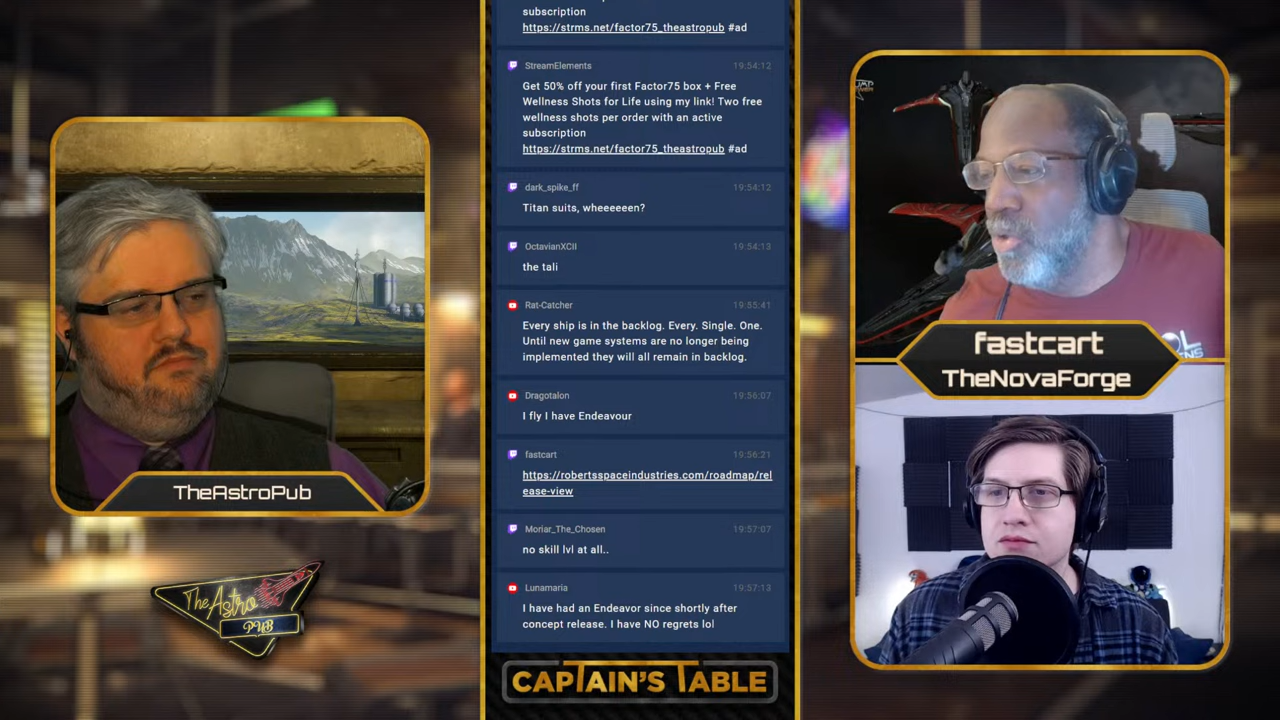 subscription
https://strms.net/factor75_theastropub #ad
StreamElements 19:54:12
Get 50% off your first Factor75 box + Free
Wellness Shots for Life using my link! Two free
wellness shots per order with an active
subscription
https://strms.net/factor75_theastropub #ad
dark_spike_ff 19:54:12
Titan suits, wheeeeeen?
OctavianXCII 19:54:13
the tali
Rat-Catcher 19:55:41
Every ship is in the backlog. Every. Single. One.
Until new game systems are no longer being
implemented they will all remain in backlog.
Dragotalon 19:56:07
I fly I have Endeavour
fastcart 19:56:21
https://robertsspaceindustries.com/roadmap/rel
ease-view
Moriar_The_Chosen 19:57:07
no skill lvl at all..
Lunamaria 19:57:13
I have had an Endeavor since shortly after
concept release. I have NO regrets lol
CAPTAIN'S TABLE
TheAstroPub
The Astro
PUB
fastcart
TheNovaForge